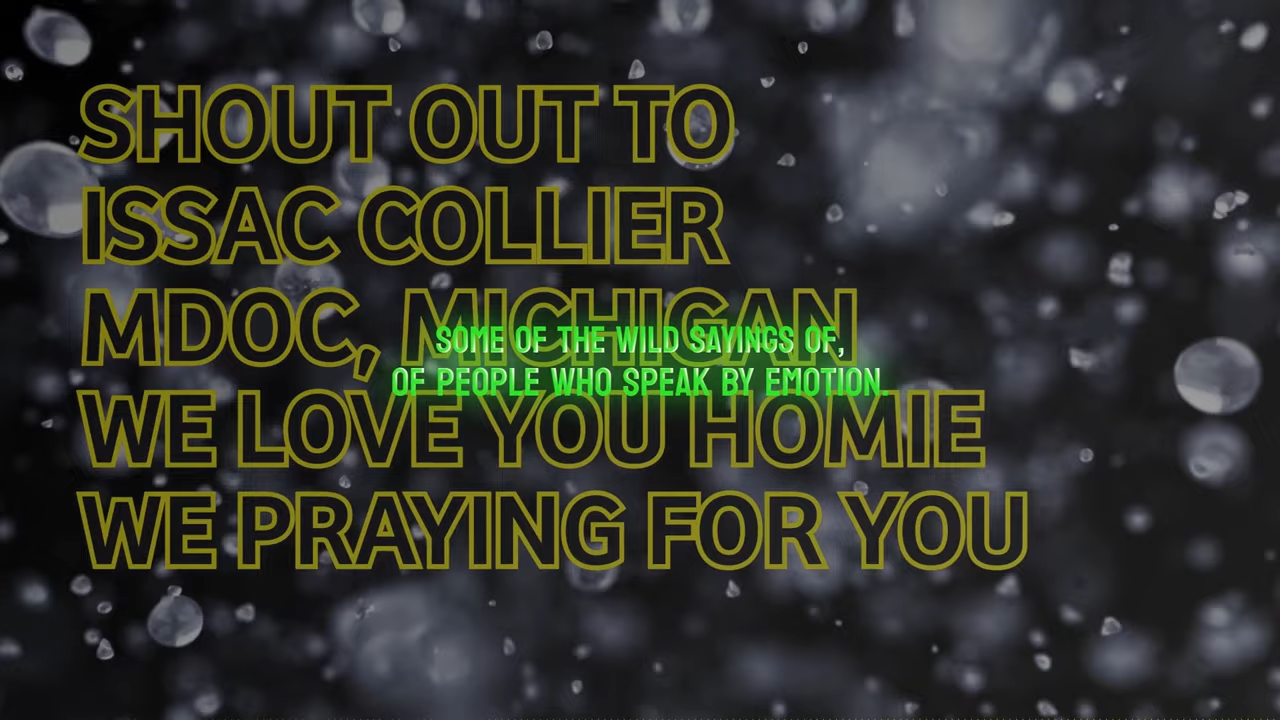 SHOUT OUT TO
ISSAC COLLIER
MDOC, MICHIGAN
WE LOVE YOU HOMIE
WE PRAYING FOR YOU
SOME OF THE WILD SAYINGS OF,
OF PEOPLE WHO SPEAK BY EMOTION.